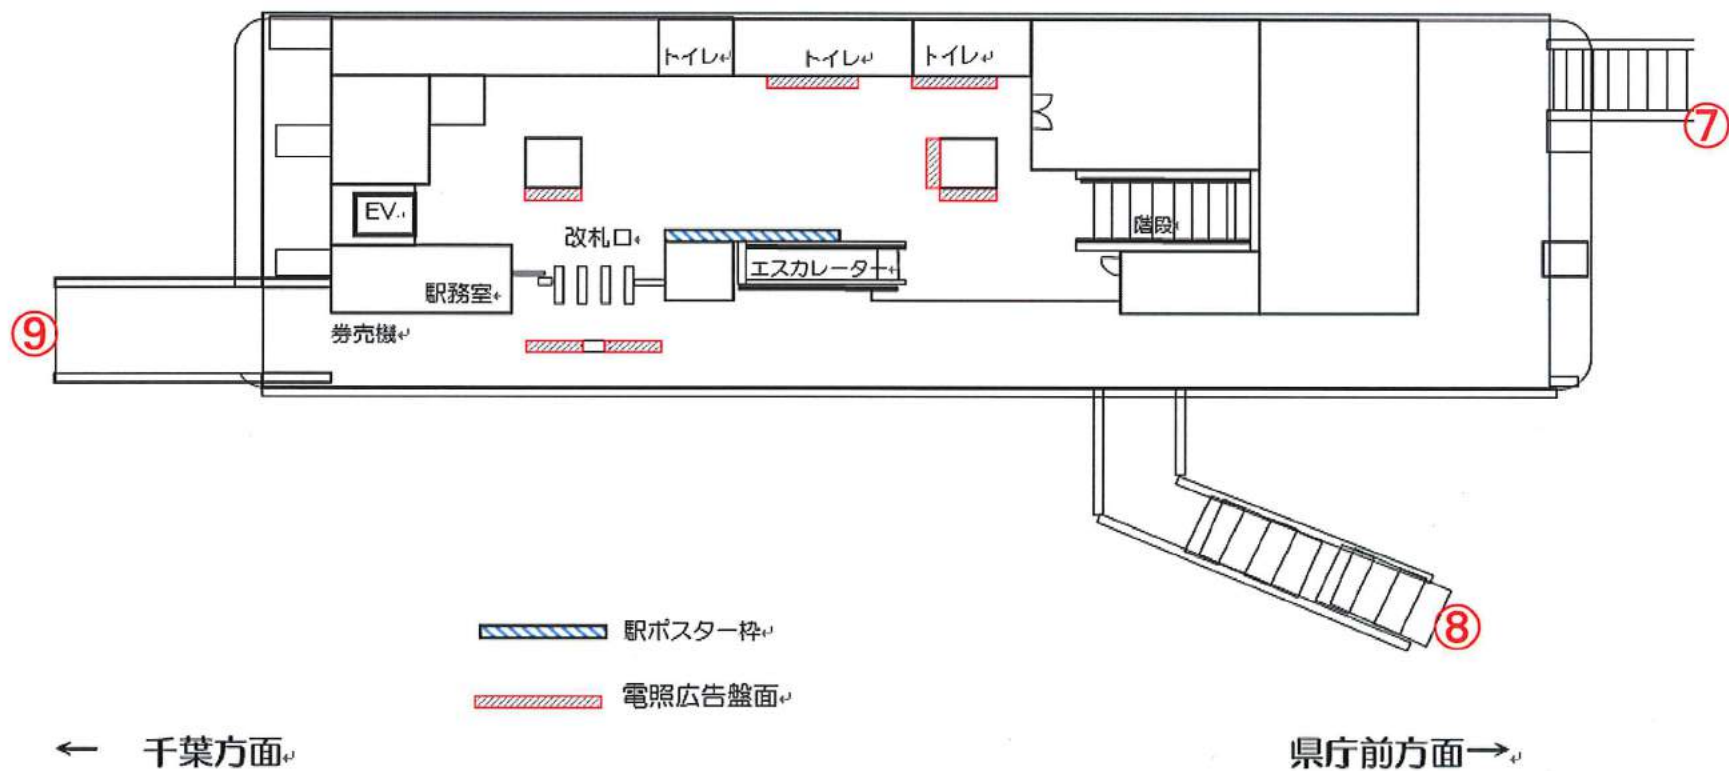 トイレ
トイレ
トイレ
⑦
EV.
改札口
階段
エスカレーター
駅務室
券売機
⑨
⑧
駅ポスター枠
電照広告盤面
← 千葉方面
県庁前方面→